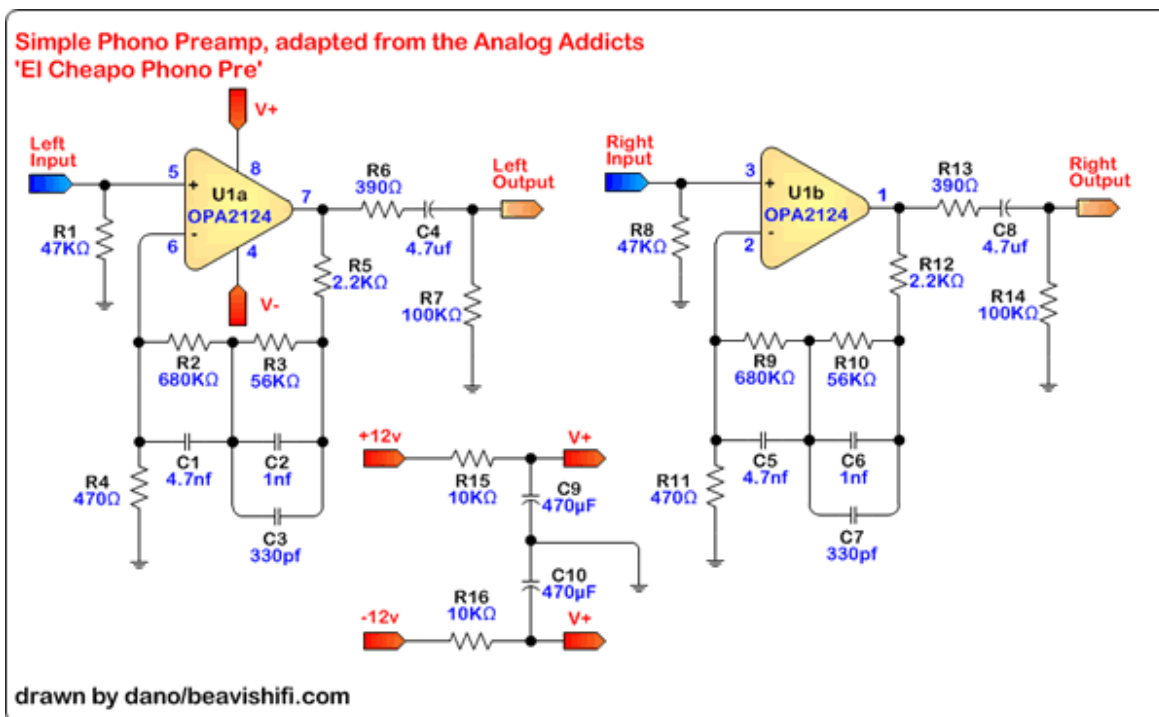 Simple Phono Preamp, adapted from the Analog Addicts
'El Cheapo Phono Pre'
V+
Left
Input
5
8
+
U1a
OPA2124
7
-
6
4
V-
R1
47KΩ
R6
390Ω
C4
4.7uf
Left
Output
R5
2.2KΩ
R7
100KΩ
R2
680KΩ
R3
56KΩ
C1
4.7nf
C2
1nf
R4
470Ω
C3
330pf
Right
Input
3
+
U1b
OPA2124
1
-
2
R8
47KΩ
R13
390Ω
C8
4.7uf
Right
Output
R12
2.2KΩ
R14
100KΩ
R9
680KΩ
R10
56KΩ
C5
4.7nf
C6
1nf
R11
470Ω
C7
330pf
+12v
R15
10KΩ
V+
C9
470µF
C10
470µF
-12v
R16
10KΩ
V+
drawn by dano/beavishifi.com